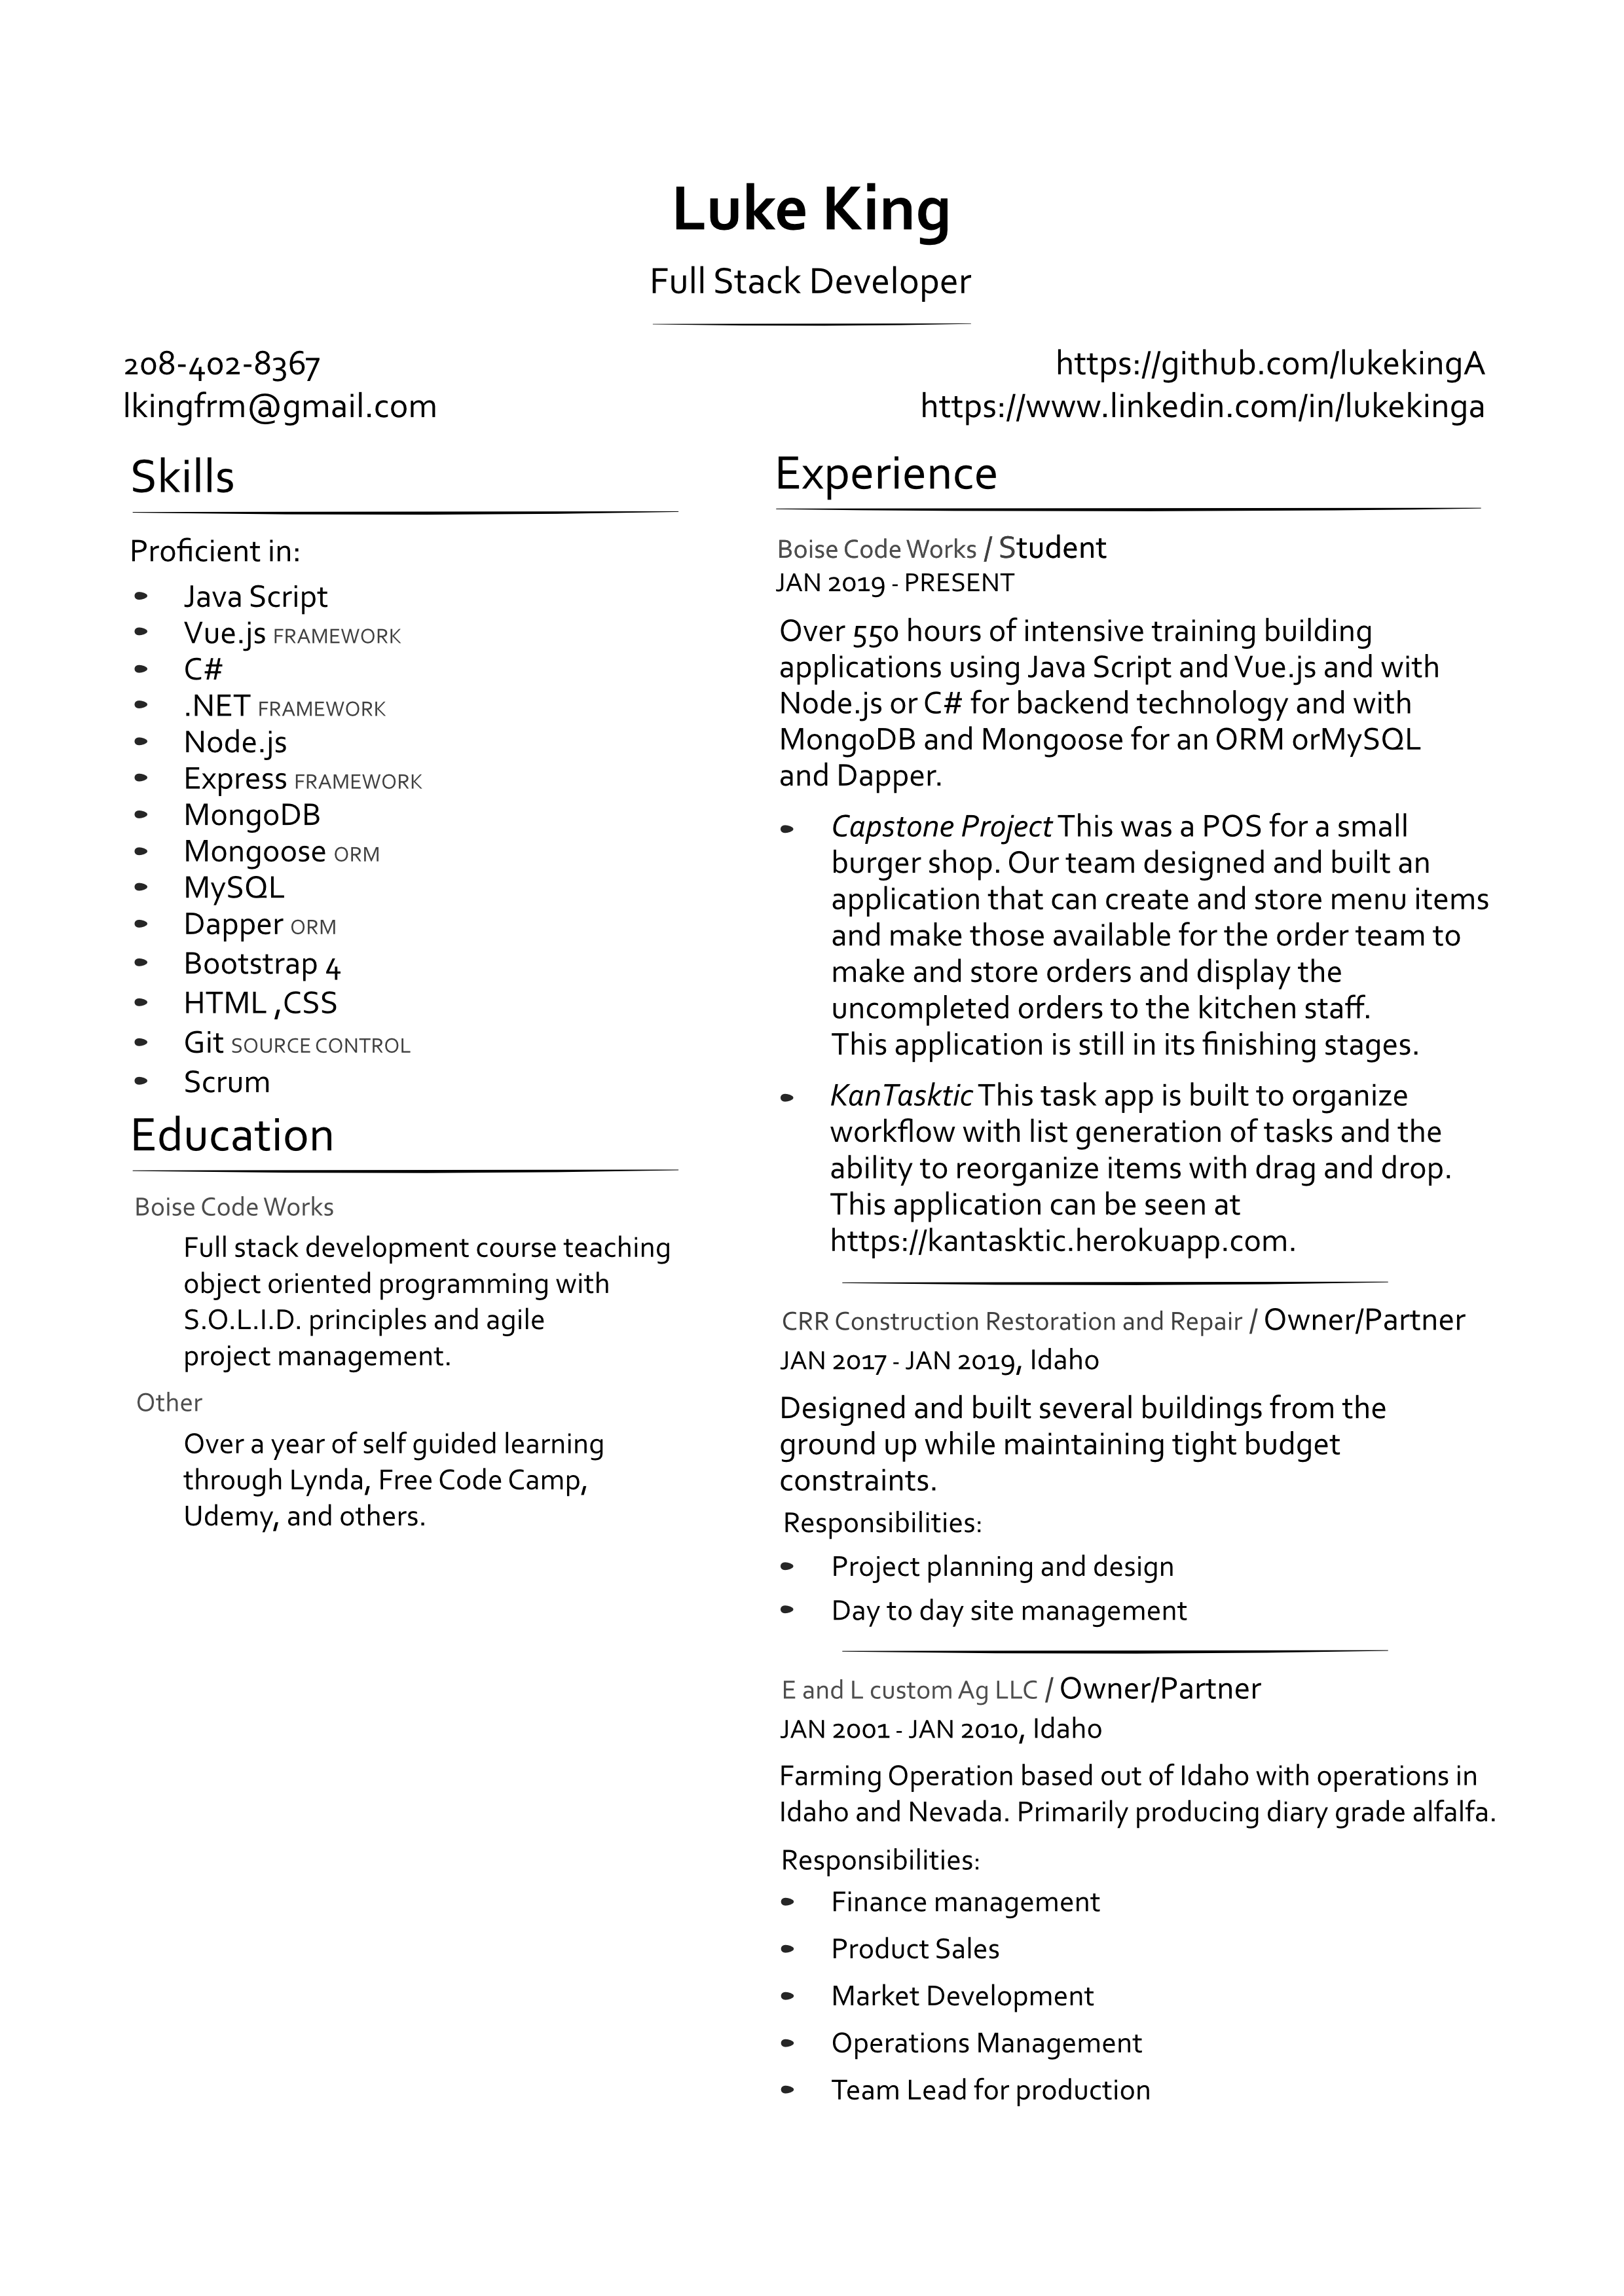 Luke King
Full Stack Developer
208-402-8367
lkingfrm@gmail.com
https://github.com/lukekingA
https://www.linkedin.com/in/lukekinga
Skills
Proficient in:
Java Script
Vue.js FRAMEWORK
C#
.NET FRAMEWORK
Node.js
Express FRAMEWORK
MongoDB
Mongoose ORM
MySQL
Dapper ORM
Bootstrap 4
HTML ,CSS
Git SOURCE CONTROL
Scrum
Education
Boise Code Works
Full stack development course teaching
object oriented programming with
S.O.L.I.D. principles and agile
project management.
Other
Over a year of self guided learning
through Lynda, Free Code Camp,
Udemy, and others.
Experience
Boise Code Works / Student
JAN 2019 - PRESENT
Over 550 hours of intensive training building
applications using Java Script and Vue.js and with
Node.js or C# for backend technology and with
MongoDB and Mongoose for an ORM orMySQL
and Dapper.
Capstone Project This was a POS for a small
burger shop. Our team designed and built an
application that can create and store menu items
and make those available for the order team to
make and store orders and display the
uncompleted orders to the kitchen staff.
This application is still in its finishing stages.
KanTasktic This task app is built to organize
workflow with list generation of tasks and the
ability to reorganize items with drag and drop.
This application can be seen at
https://kantasktic.herokuapp.com.
CRR Construction Restoration and Repair / Owner/Partner
JAN 2017 - JAN 2019, Idaho
Designed and built several buildings from the
ground up while maintaining tight budget
constraints.
Responsibilities:
Project planning and design
Day to day site management
E and L custom Ag LLC / Owner/Partner
JAN 2001 - JAN 2010, Idaho
Farming Operation based out of Idaho with operations in
Idaho and Nevada. Primarily producing diary grade alfalfa.
Responsibilities:
Finance management
Product Sales
Market Development
Operations Management
Team Lead for production